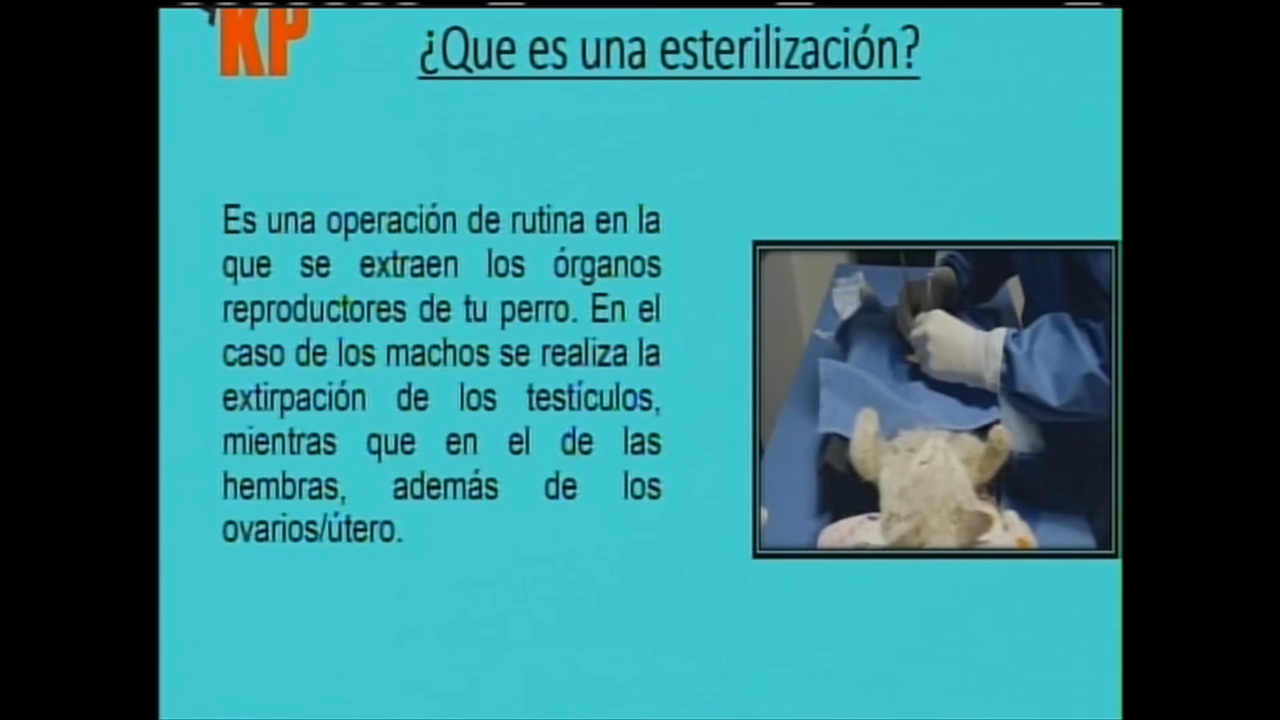 KP
¿Que es una esterilización?
Es una operación de rutina en la
que se extraen los órganos
reproductores de tu perro. En el
caso de los machos se realiza la
extirpación de los testículos,
mientras que en el de las
hembras, además de los
ovarios/útero.